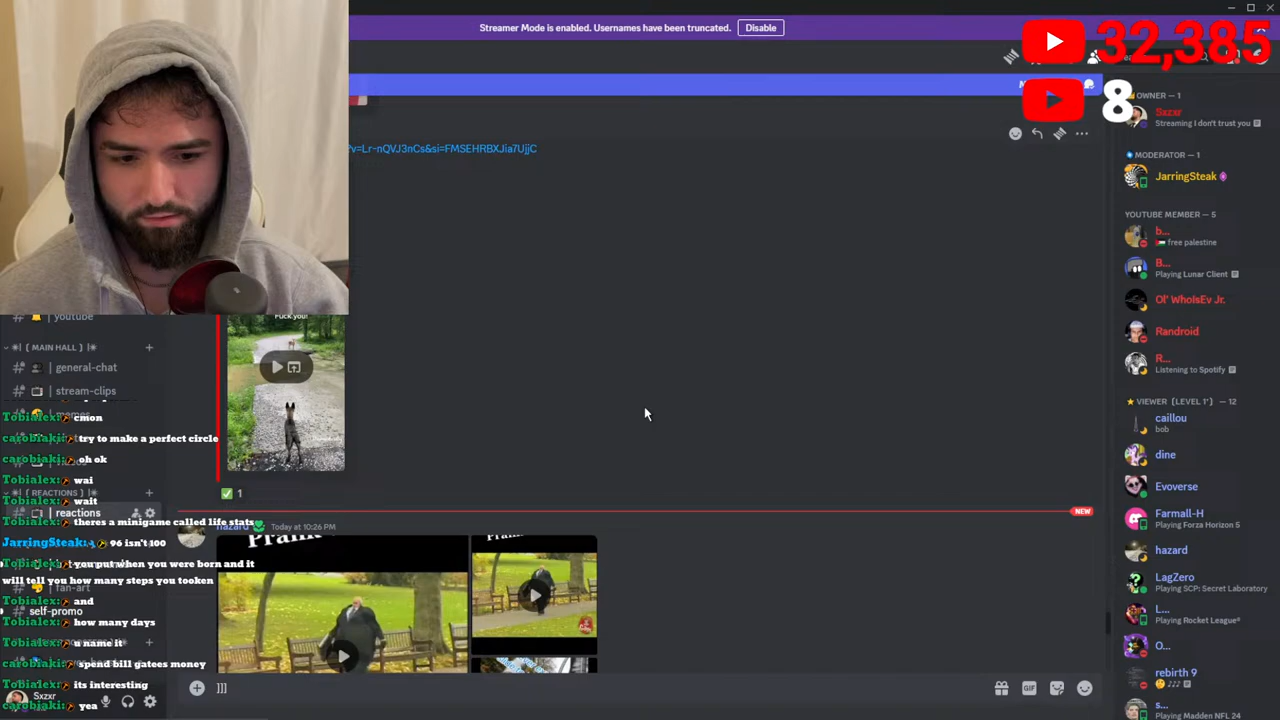 Streamer Mode is enabled. Usernames have been truncated.
Disable
32,385
8
OWNER — 1
Sxzxr
Streaming I don't trust you
MODERATOR — 1
JarringSteak
YOUTUBE MEMBER — 5
b...
free palestine
B...
Playing Lunar Client
Ol' WhoIsEv Jr.
Randroid
R...
Listening to Spotify
VIEWER (LEVEL 1⁺) — 12
caillou
bob
dine
Evoverse
Farmall-H
Playing Forza Horizon 5
hazard
LagZero
Playing SCP: Secret Laboratory
L...
Playing Rocket League®
O...
rebirth 9
s...
Playing Madden NFL 24
?v=Lr-nQVJ3nCs&si=FMSEHRBXJia7UjjC
Fuck you!
1
NEW
hazard
Today at 10:26 PM
]]]
GIF
youtube
[ MAIN HALL ]
general-chat
stream-clips
memes
[ REACTIONS ]
reactions
fan-art
self-promo
Sxzxr
Tobialex: cmon
carobiaki: try to make a perfect circle
carobiaki: oh ok
Tobialex: wai
Tobialex: wait
Tobialex: theres a minigame called life stats
JarringSteak: 96 isn't 100
Tobialex: but you put when you were born and it
will tell you how many steps you tooken
Tobialex: and
Tobialex: how many days
Tobialex: u name it
carobiaki: spend bill gatees money
Tobialex: its interesting
carobiaki: yea